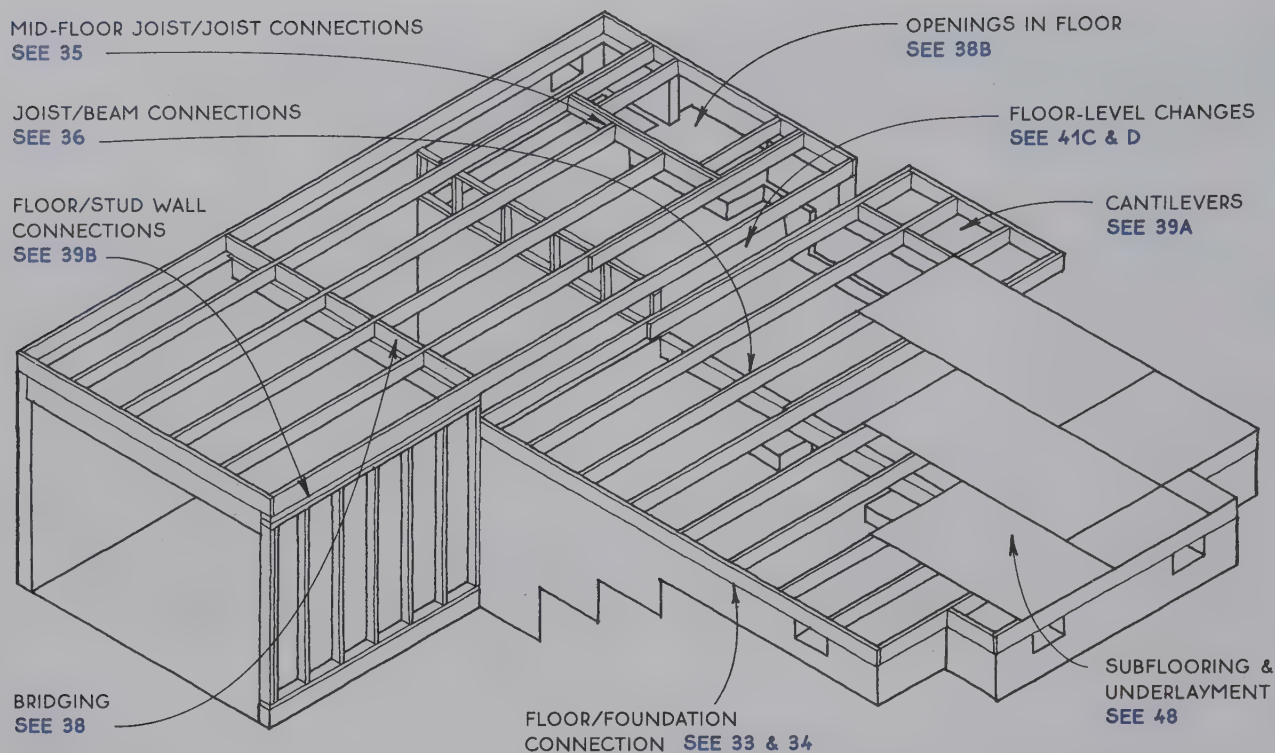 MID-FLOOR JOIST/JOIST CONNECTIONS
SEE 35
JOIST/BEAM CONNECTIONS
SEE 36
FLOOR/STUD WALL
CONNECTIONS
SEE 39B
BRIDGING
SEE 38
OPENINGS IN FLOOR
SEE 38B
FLOOR-LEVEL CHANGES
SEE 41C & D
CANTILEVERS
SEE 39A
SUBFLOORING &
UNDERLAYMENT
SEE 48
FLOOR/FOUNDATION
CONNECTION SEE 33 & 34